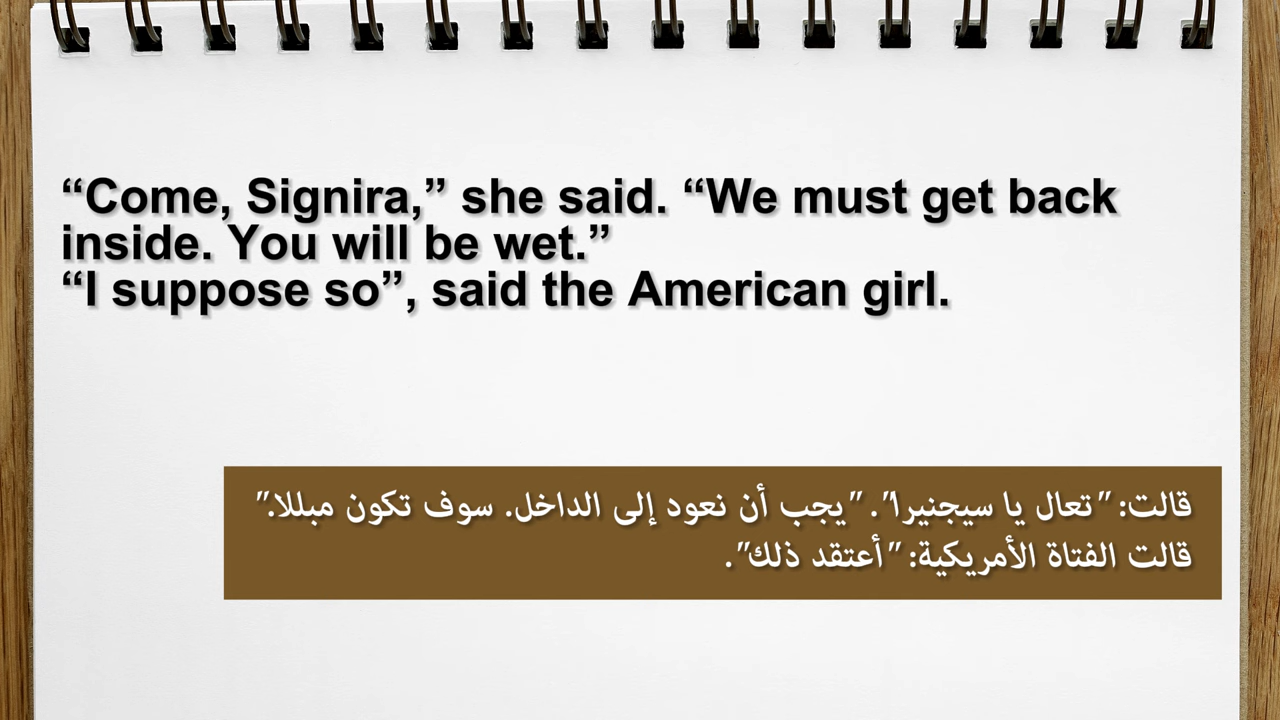 “Come, Signira,” she said. “We must get back
inside. You will be wet.”
“I suppose so”, said the American girl.
قالت: "تعال يا سيجنيرا". "يجب أن نعود إلى الداخل. سوف تكون مبللا."
قالت الفتاة الأمريكية: "أعتقد ذلك".